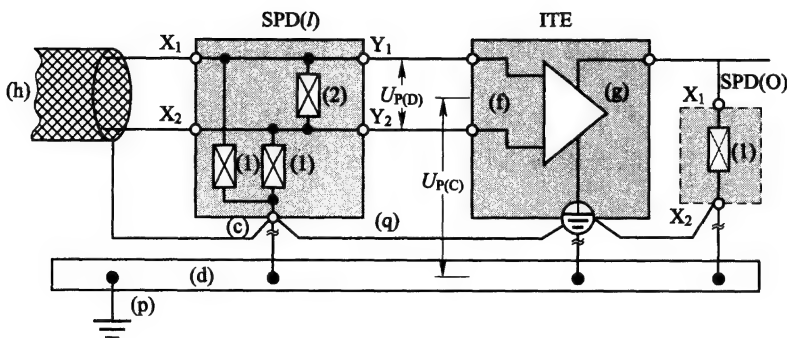 SPD(l)
ITE
X1
Y1
SPD(O)
(h)
(2)
UP(D)
(f)
(g)
X1
X2
Y2
(1)
(1)
(1)
UP(C)
X2
(c)
(q)
(d)
(p)